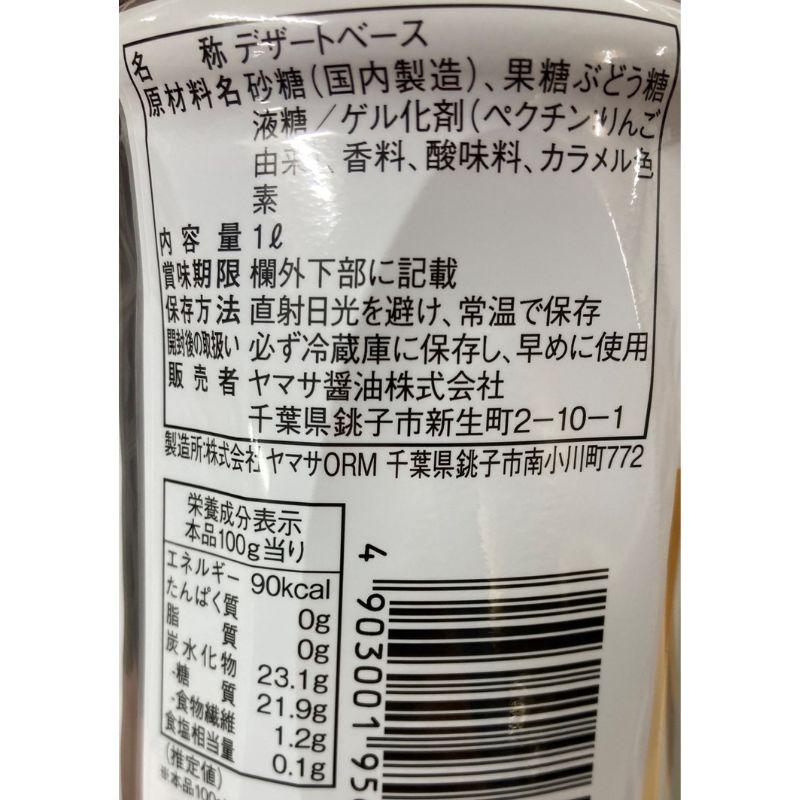 名称 デザートベース
原材料名 砂糖(国内製造)、果糖ぶどう糖
液糖/ゲル化剤(ペクチン:りんご
由来)、香料、酸味料、カラメル色
素
内容量 1ℓ
賞味期限 欄外下部に記載
保存方法 直射日光を避け、常温で保存
開封後の取扱い 必ず冷蔵庫に保存し、早めに使用
販売者 ヤマサ醤油株式会社
千葉県銚子市新生町2-10-1
製造所:株式会社 ヤマサORM 千葉県銚子市南小川町772
栄養成分表示
本品100g当り
エネルギー 90kcal
たんぱく質 0g
脂質 0g
炭水化物 23.1g
-糖質 21.9g
-食物繊維 1.2g
食塩相当量 0.1g
(推定値)
※本品100g
4 903001 95